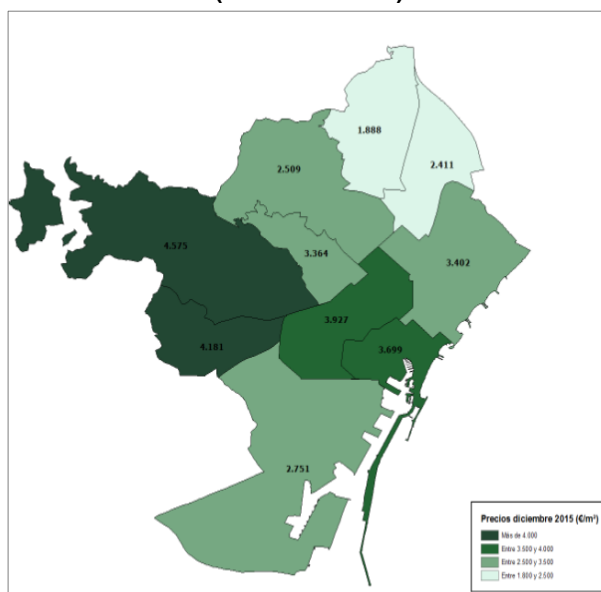 1.888
2.411
2.509
4.575
3.364
3.402
3.927
3.699
4.181
2.751
Precios diciembre 2015 (€/m²)
Más de 4.000
Entre 3.500 y 4.000
Entre 2.500 y 3.500
Entre 1.800 y 2.500